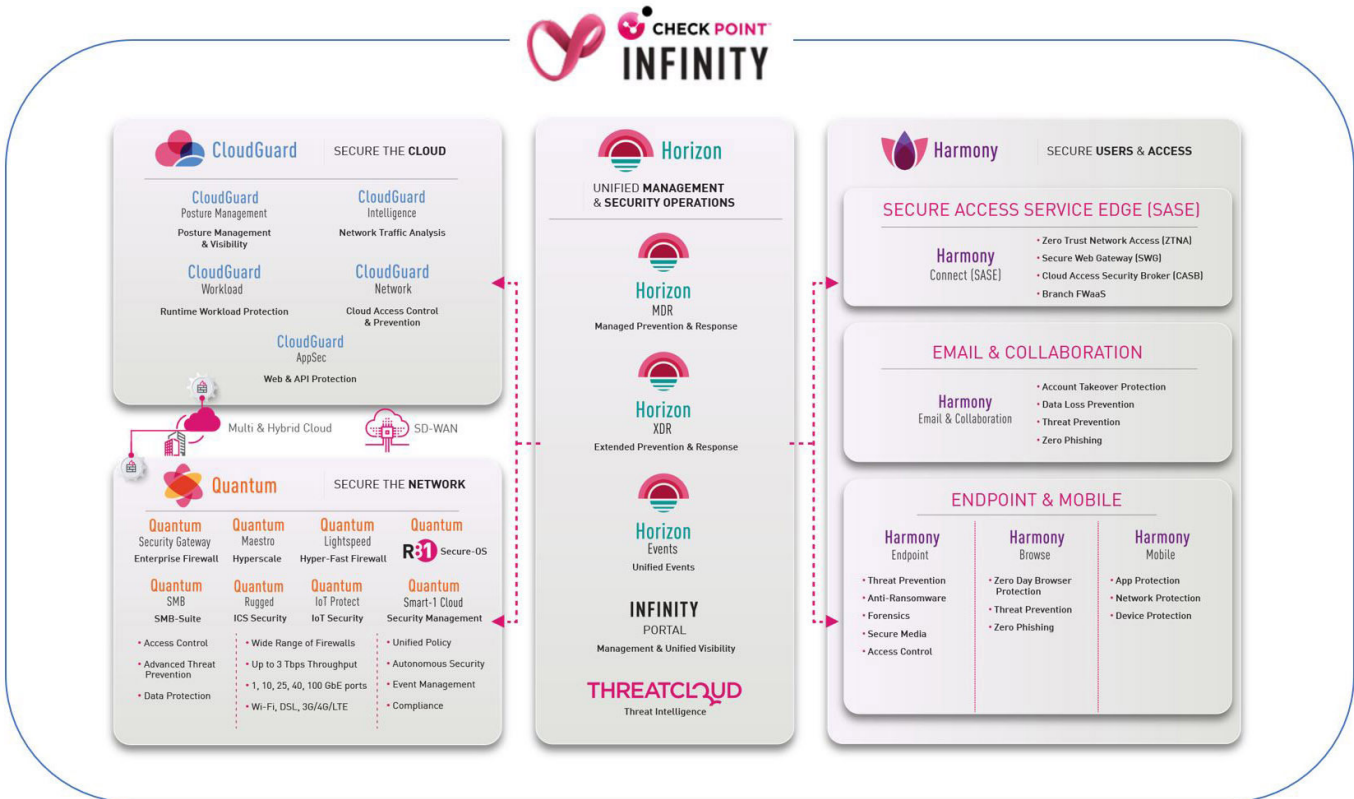 CHECK POINT™
INFINITY
CloudGuard
SECURE THE CLOUD
CloudGuard
Posture Management
Posture Management
& Visibility
CloudGuard
Intelligence
Network Traffic Analysis
CloudGuard
Workload
Runtime Workload Protection
CloudGuard
Network
Cloud Access Control
& Prevention
CloudGuard
AppSec
Web & API Protection
Multi & Hybrid Cloud
SD-WAN
Quantum
SECURE THE NETWORK
Quantum
Security Gateway
Enterprise Firewall
Quantum
Maestro
Hyperscale
Quantum
Lightspeed
Hyper-Fast Firewall
Quantum
R81 Secure-OS
Quantum
SMB
SMB-Suite
Quantum
Rugged
ICS Security
Quantum
IoT Protect
IoT Security
Quantum
Smart-1 Cloud
Security Management
• Access Control
• Advanced Threat
Prevention
• Data Protection
• Wide Range of Firewalls
• Up to 3 Tbps Throughput
• 1, 10, 25, 40, 100 GbE ports
• Wi-Fi, DSL, 3G/4G/LTE
• Unified Policy
• Autonomous Security
• Event Management
• Compliance
Horizon
UNIFIED MANAGEMENT
& SECURITY OPERATIONS
Horizon
MDR
Managed Prevention & Response
Horizon
XDR
Extended Prevention & Response
Horizon
Events
Unified Events
INFINITY
PORTAL
Management & Unified Visibility
THREATCLOUD
Threat Intelligence
Harmony
SECURE USERS & ACCESS
SECURE ACCESS SERVICE EDGE (SASE)
Harmony
Connect (SASE)
• Zero Trust Network Access (ZTNA)
• Secure Web Gateway (SWG)
• Cloud Access Security Broker (CASB)
• Branch FWaaS
EMAIL & COLLABORATION
Harmony
Email & Collaboration
• Account Takeover Protection
• Data Loss Prevention
• Threat Prevention
• Zero Phishing
ENDPOINT & MOBILE
Harmony
Endpoint
• Threat Prevention
• Anti-Ransomware
• Forensics
• Secure Media
• Access Control
Harmony
Browse
• Zero Day Browser
Protection
• Threat Prevention
• Zero Phishing
Harmony
Mobile
• App Protection
• Network Protection
• Device Protection